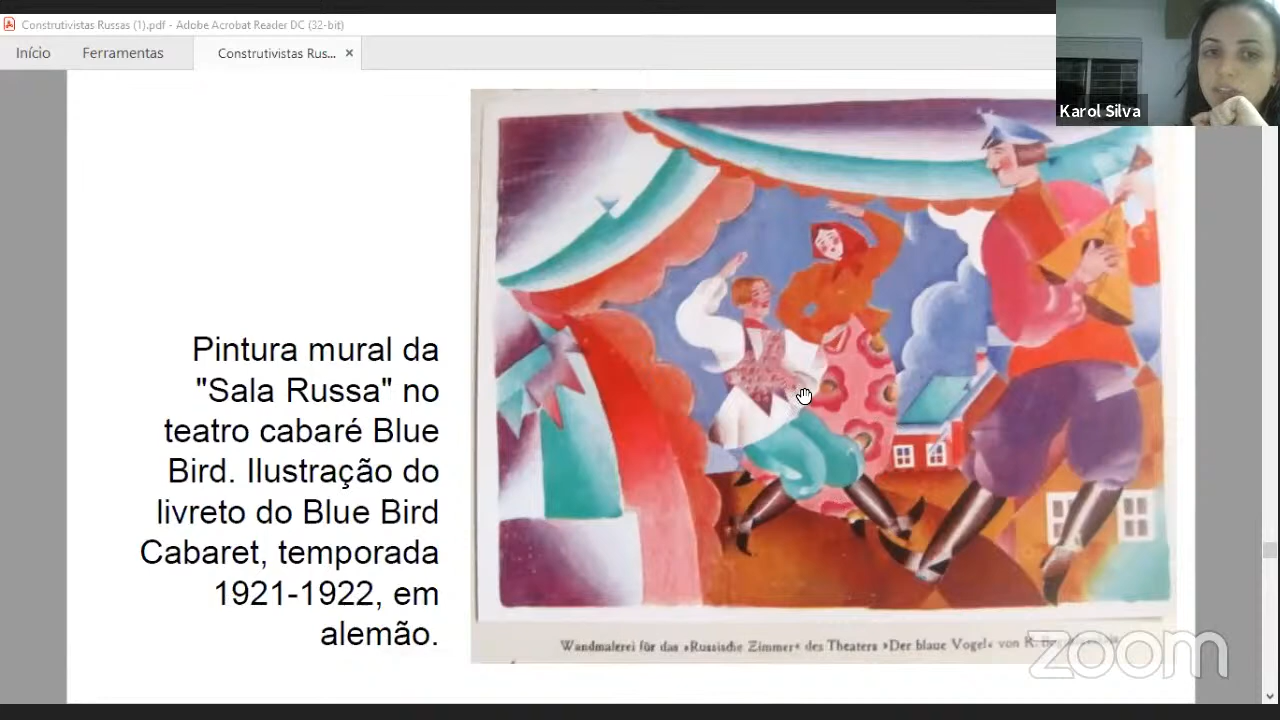 Construtivistas Russas (1).pdf - Adobe Acrobat Reader DC (32-bit)
Início Ferramentas Construtivistas Rus... ×
Karol Silva
Pintura mural da
"Sala Russa" no
teatro cabaré Blue
Bird. Ilustração do
livreto do Blue Bird
Cabaret, temporada
1921-1922, em
alemão.
Wandmalerei für das »Russische Zimmer« des Theaters »Der blaue Vogel« von R.
zoom